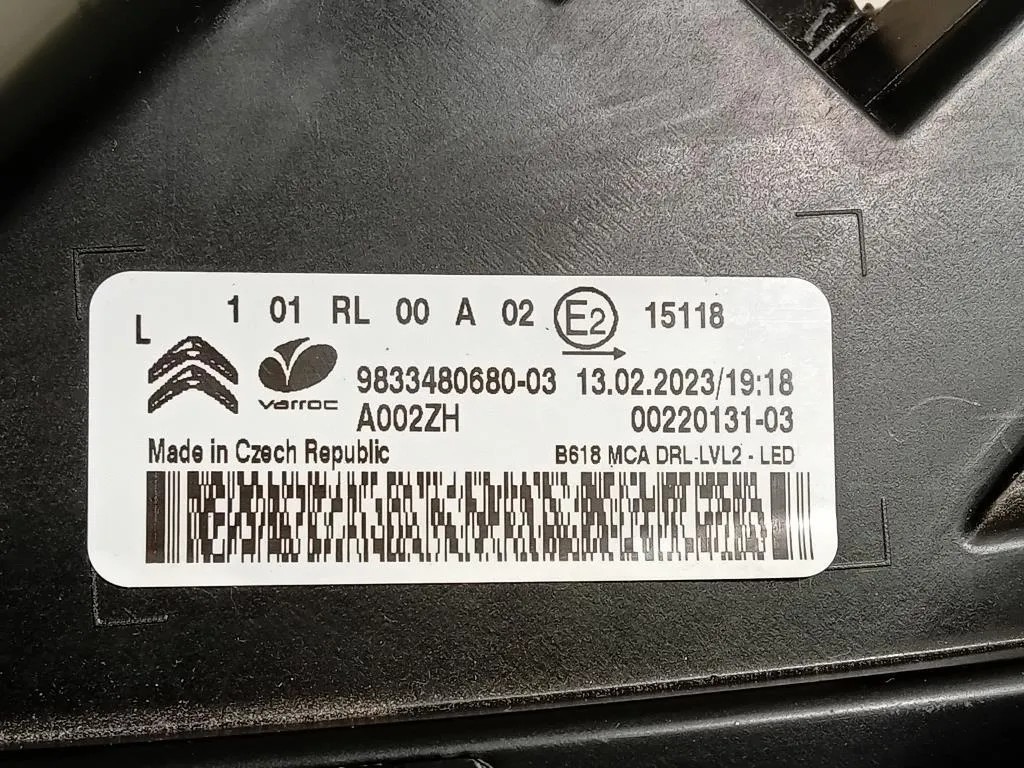 1 01 RL 00 A 02 E2 15118
L
varroc 9833480680-03 13.02.2023/19:18
A002ZH 00220131-03
Made in Czech Republic B618 MCA DRL-LVL2 - LED